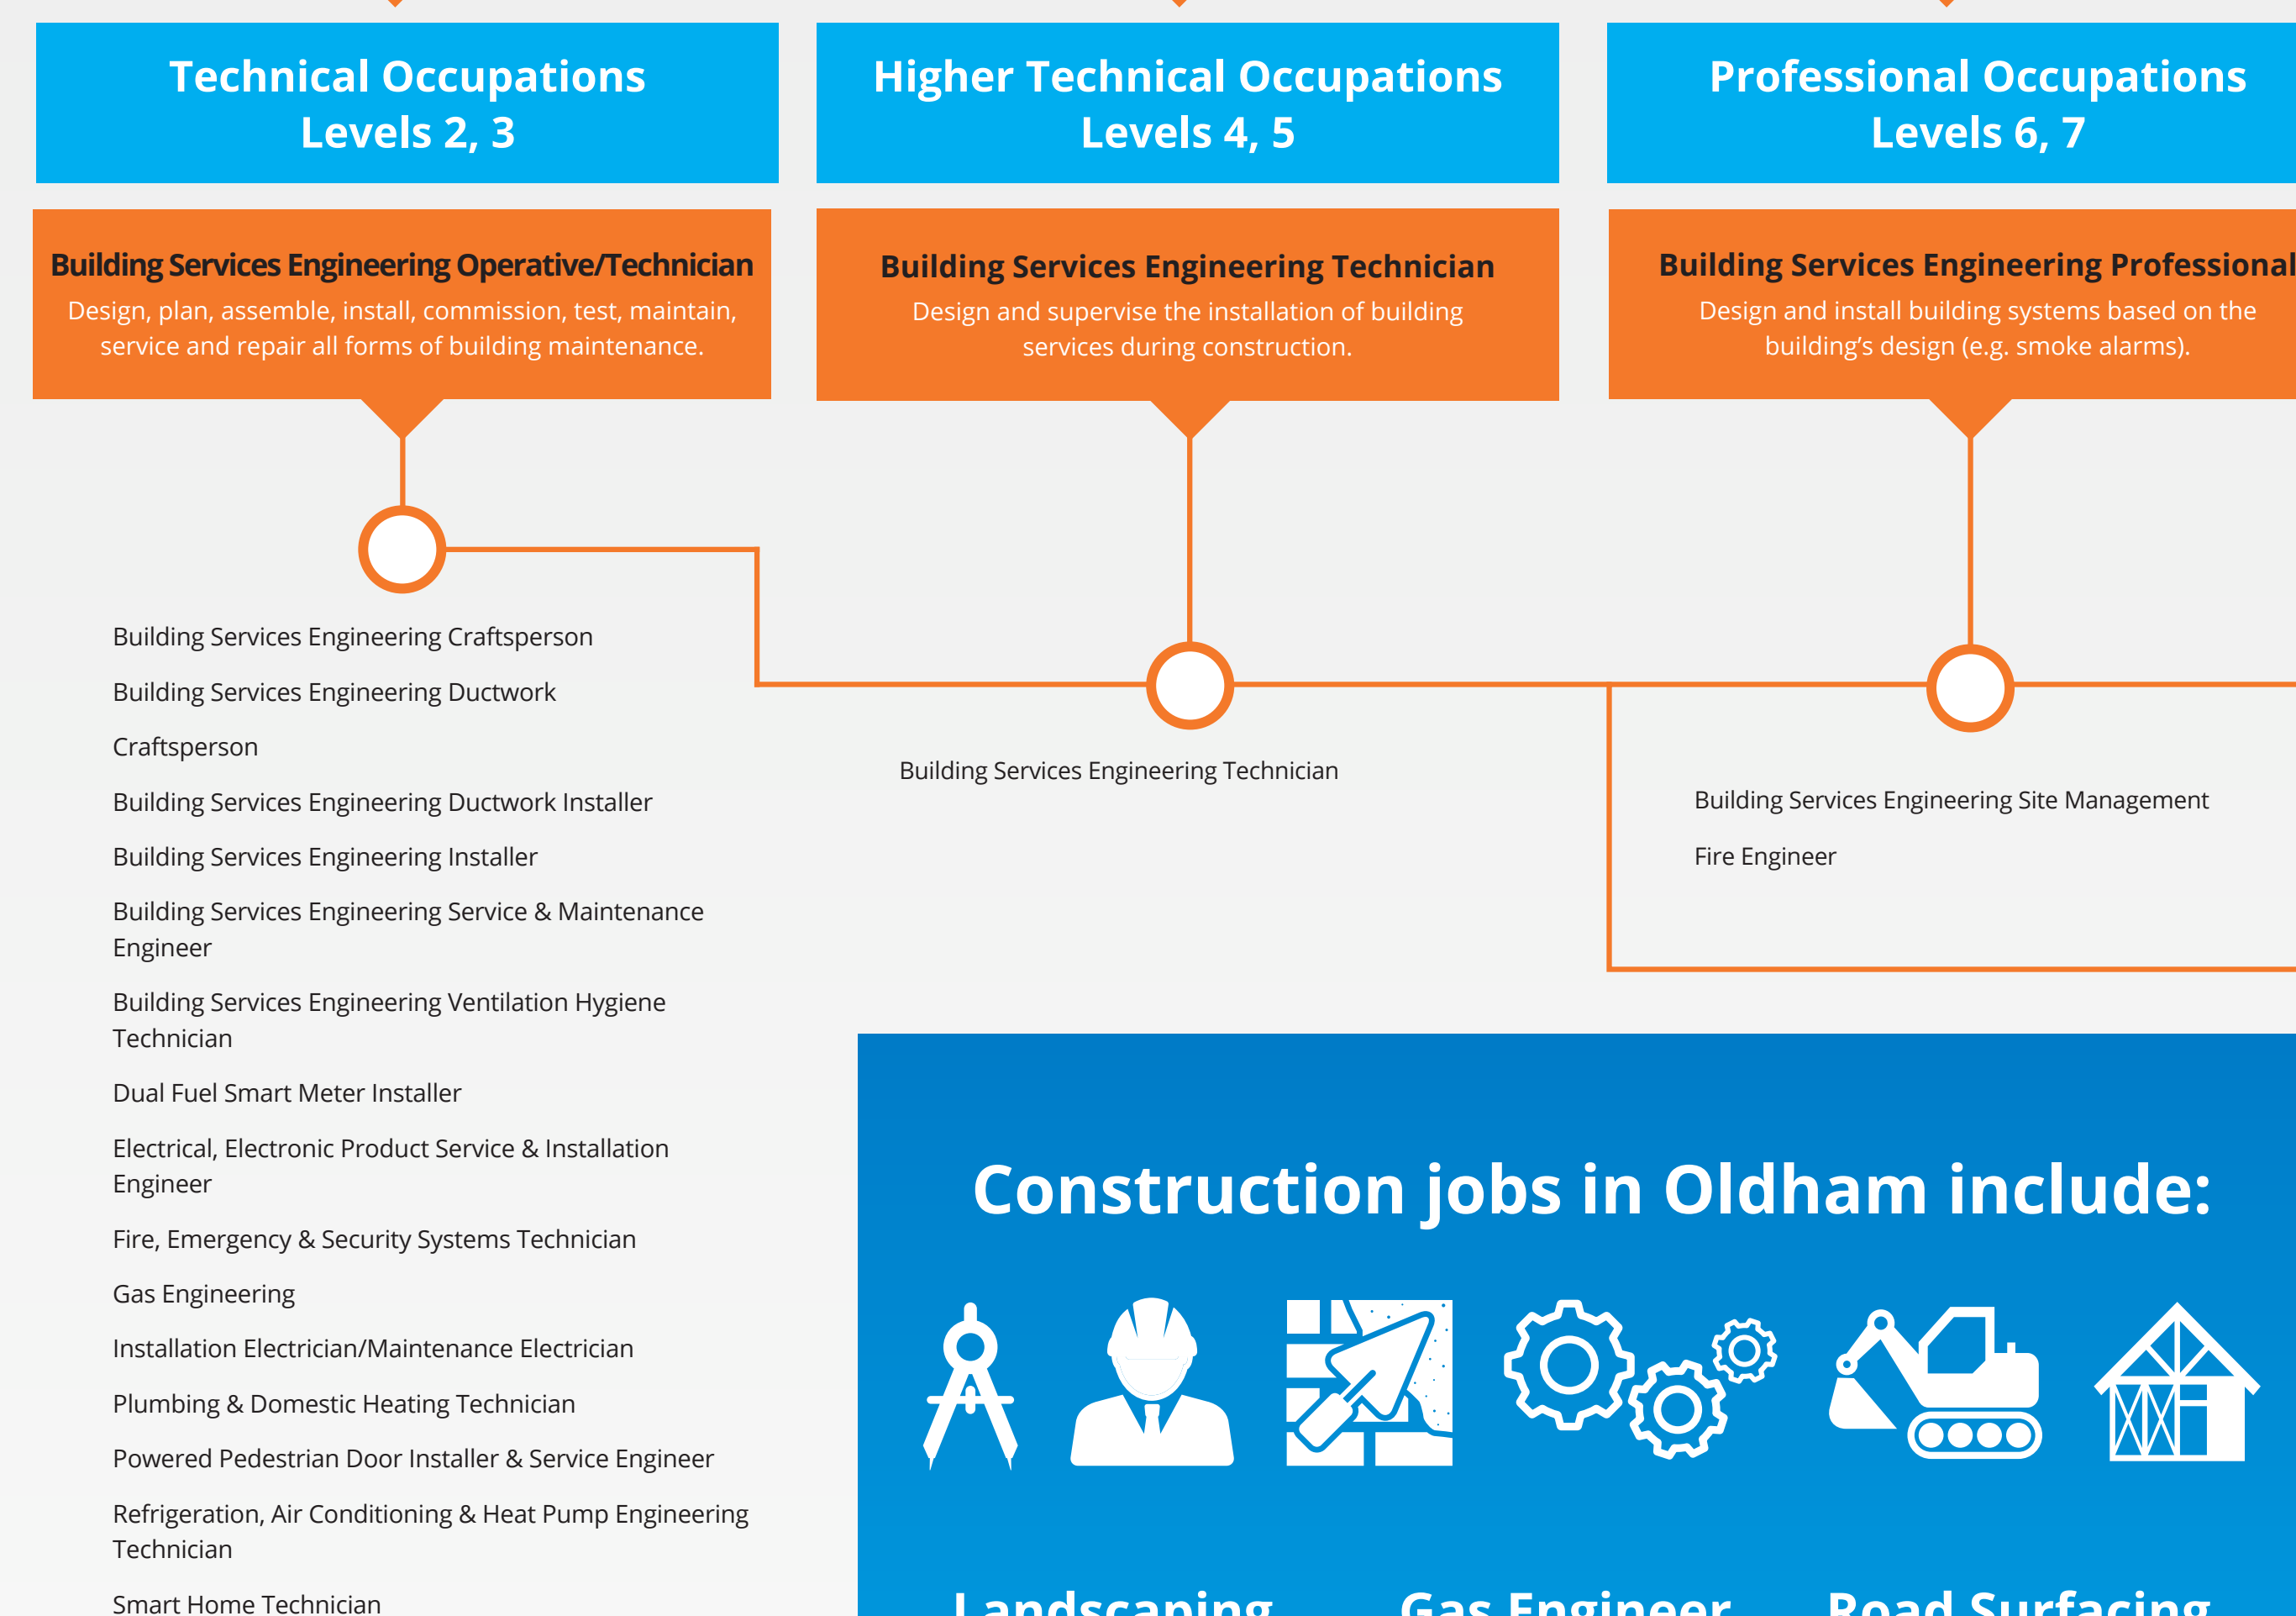 Technical Occupations
Levels 2, 3
Higher Technical Occupations
Levels 4, 5
Professional Occupations
Levels 6, 7
Building Services Engineering Operative/Technician
Design, plan, assemble, install, commission, test, maintain,
service and repair all forms of building maintenance.
Building Services Engineering Technician
Design and supervise the installation of building
services during construction.
Building Services Engineering Professional
Design and install building systems based on the
building’s design (e.g. smoke alarms).
Building Services Engineering Craftsperson
Building Services Engineering Ductwork
Craftsperson
Building Services Engineering Ductwork Installer
Building Services Engineering Installer
Building Services Engineering Service & Maintenance
Engineer
Building Services Engineering Ventilation Hygiene
Technician
Dual Fuel Smart Meter Installer
Electrical, Electronic Product Service & Installation
Engineer
Fire, Emergency & Security Systems Technician
Gas Engineering
Installation Electrician/Maintenance Electrician
Plumbing & Domestic Heating Technician
Powered Pedestrian Door Installer & Service Engineer
Refrigeration, Air Conditioning & Heat Pump Engineering
Technician
Smart Home Technician
Building Services Engineering Technician
Building Services Engineering Site Management
Fire Engineer
Construction jobs in Oldham include:
Landscaping
Gas Engineer
Road Surfacing